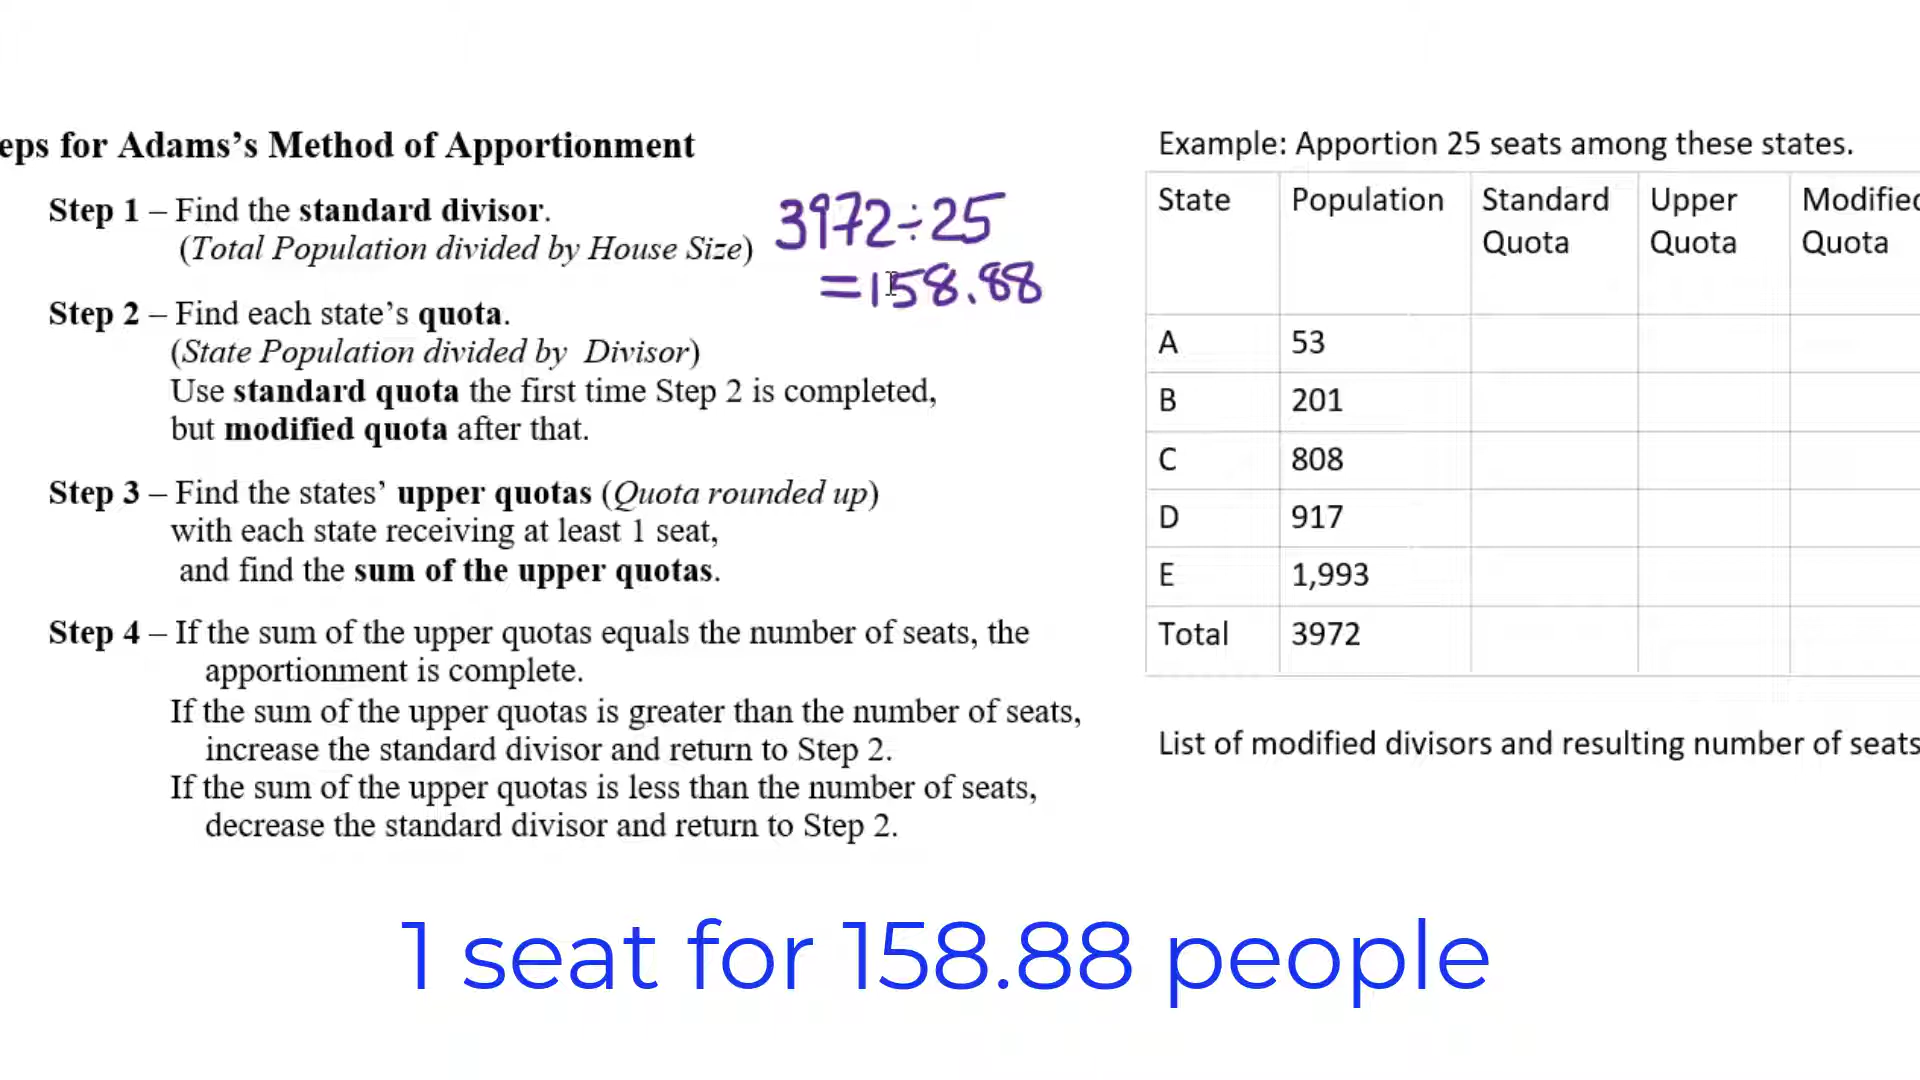 eps for Adams's Method of Apportionment
Step 1 – Find the standard divisor.
(Total Population divided by House Size)
3972÷25
=158.88
Step 2 – Find each state's quota.
(State Population divided by Divisor)
Use standard quota the first time Step 2 is completed,
but modified quota after that.
Step 3 – Find the states' upper quotas (Quota rounded up)
with each state receiving at least 1 seat,
and find the sum of the upper quotas.
Step 4 – If the sum of the upper quotas equals the number of seats, the
apportionment is complete.
If the sum of the upper quotas is greater than the number of seats,
increase the standard divisor and return to Step 2.
If the sum of the upper quotas is less than the number of seats,
decrease the standard divisor and return to Step 2.
Example: Apportion 25 seats among these states.
State Population Standard Quota Upper Quota Modified Quota
A 53
B 201
C 808
D 917
E 1,993
Total 3972
List of modified divisors and resulting number of seats
1 seat for 158.88 people